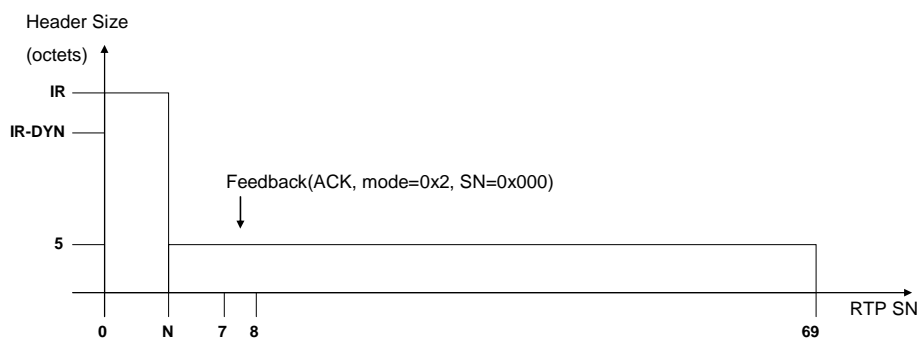 Header Size
(octets)
IR
IR-DYN
Feedback(ACK, mode=0x2, SN=0x000)
5
RTP SN
0 N 7 8 69